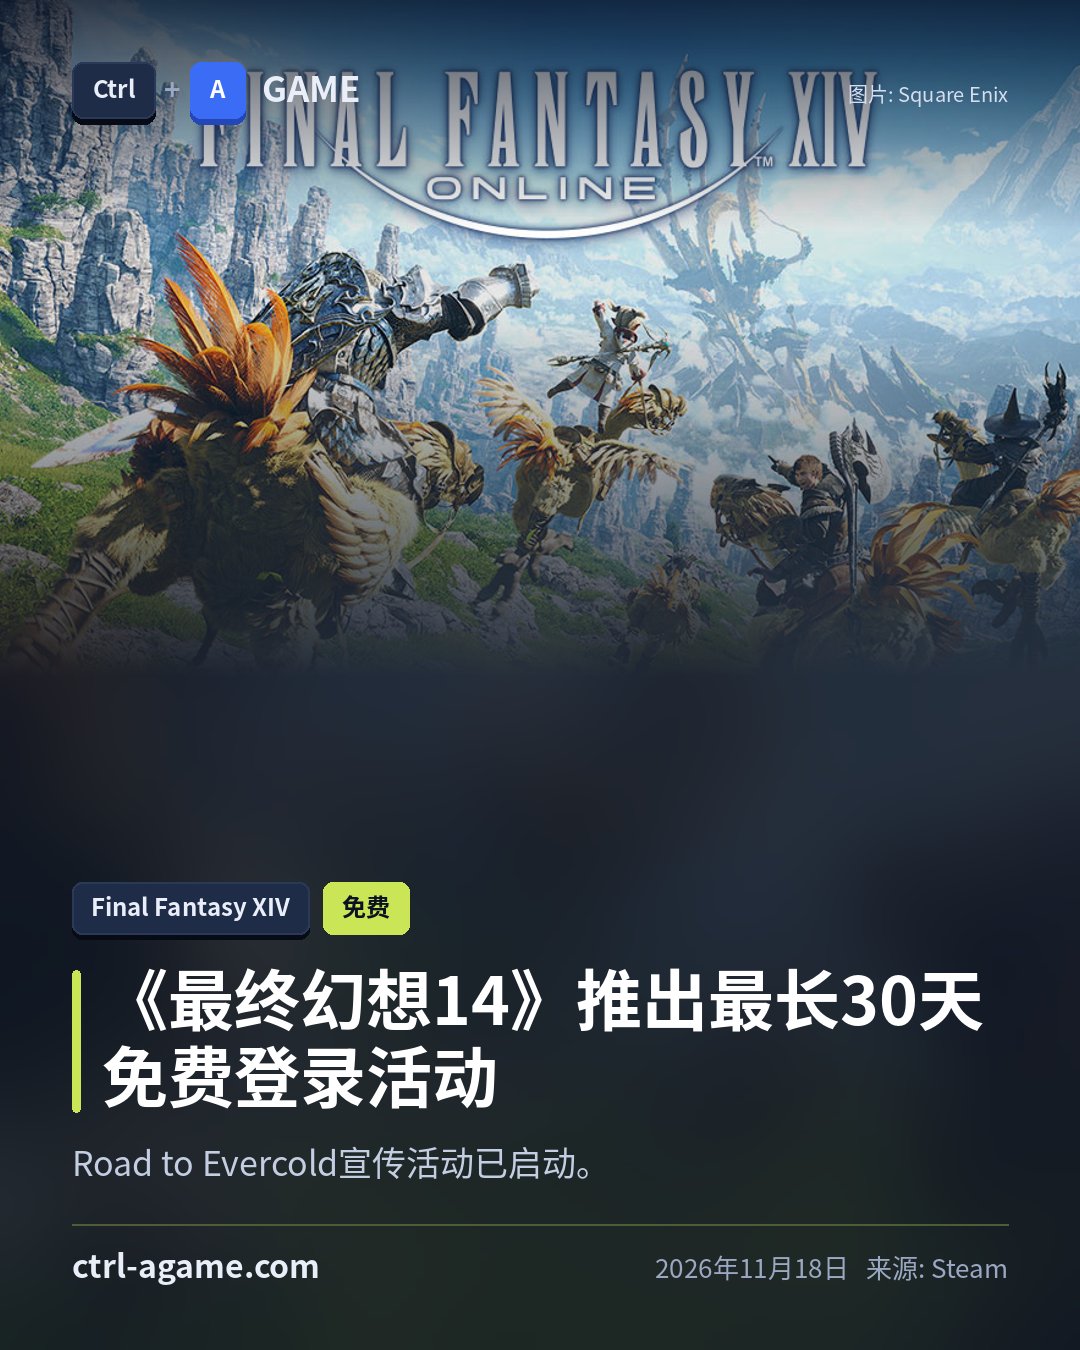 Ctrl + A GAME
图片: Square Enix
FINAL FANTASY XIV
ONLINE
Final Fantasy XIV
免费
《最终幻想14》推出最长30天
免费登录活动
Road to Evercold宣传活动已启动。
ctrl-agame.com
2026年11月18日 来源: Steam